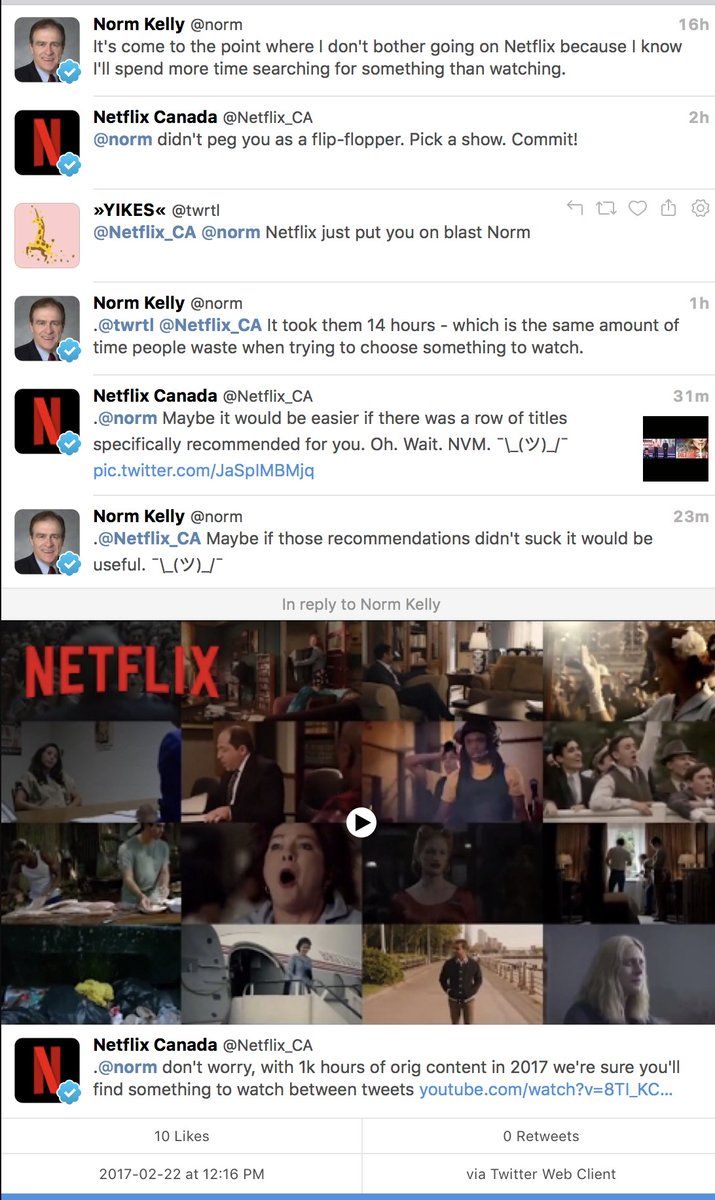 Norm Kelly @norm 16h
It's come to the point where I don't bother going on Netflix because I know
I'll spend more time searching for something than watching.
Netflix Canada @Netflix_CA 2h
@norm didn't peg you as a flip-flopper. Pick a show. Commit!
»YIKES« @twrtl
@Netflix_CA @norm Netflix just put you on blast Norm
Norm Kelly @norm 1h
.@twrtl @Netflix_CA It took them 14 hours - which is the same amount of
time people waste when trying to choose something to watch.
Netflix Canada @Netflix_CA 31m
.@norm Maybe it would be easier if there was a row of titles
specifically recommended for you. Oh. Wait. NVM. ¯\_(ツ)_/¯
pic.twitter.com/JaSplMBMjq
Norm Kelly @norm 23m
.@Netflix_CA Maybe if those recommendations didn't suck it would be
useful. ¯\_(ツ)_/¯
In reply to Norm Kelly
NETFLIX
Netflix Canada @Netflix_CA
.@norm don't worry, with 1k hours of orig content in 2017 we're sure you'll
find something to watch between tweets youtube.com/watch?v=8TI_KC...
10 Likes 0 Retweets
2017-02-22 at 12:16 PM via Twitter Web Client